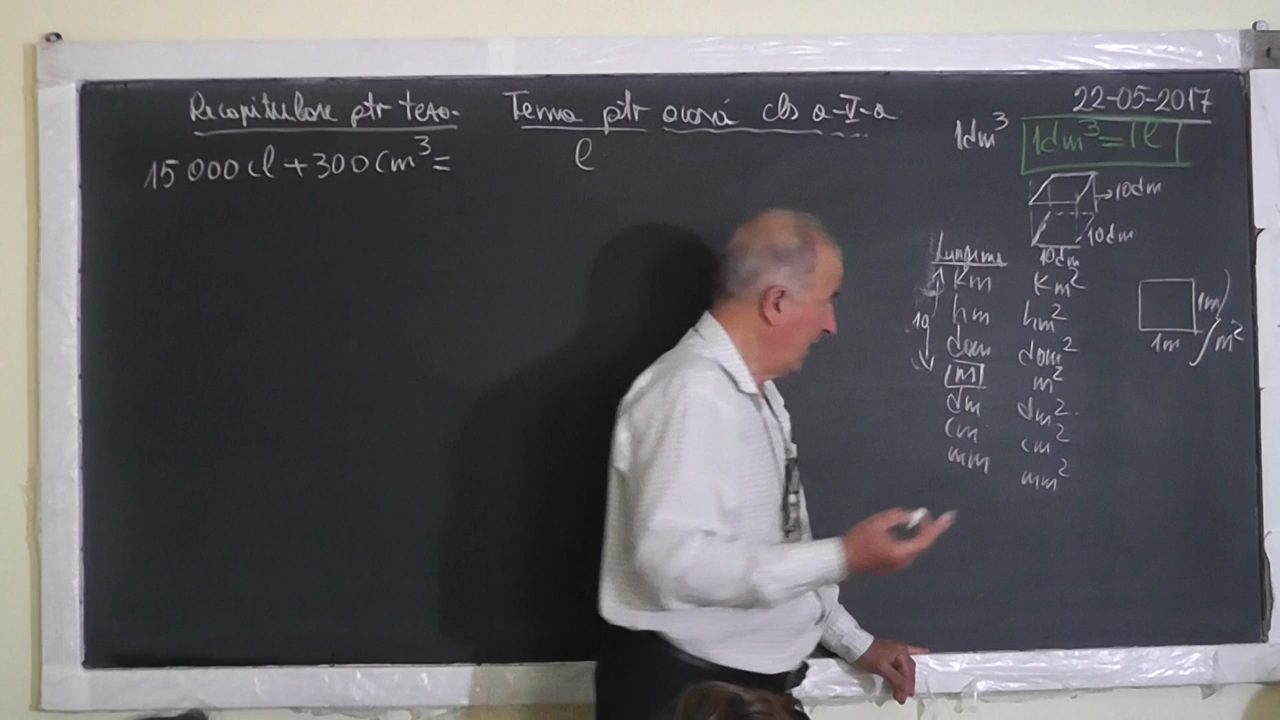 Recapitulare ptr teză.
Tema ptr acasă cls a-V-a
22-05-2017
15 000 cl + 300 cm³ =
l
1dm³
1dm³ = 1l
10dm
10dm
10dm
Lungime
km km²
hm hm²
dam dam²
m m²
dm dm²
cm cm²
mm mm²
10
1m
1m
m²